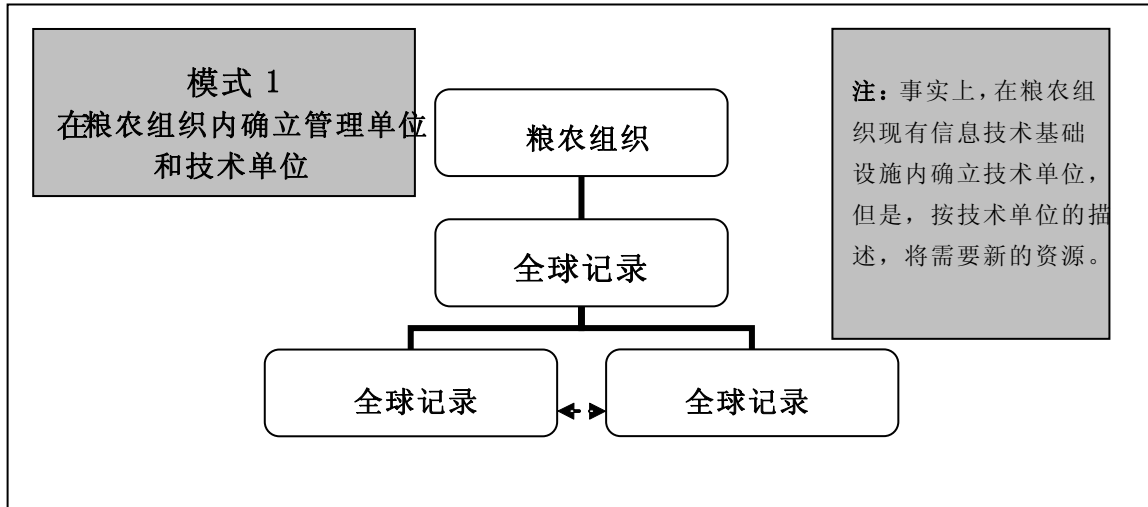 模式 1
在粮农组织内确立管理单位
和技术单位
粮农组织
注：事实上，在粮农组
织现有信息技术基础
设施内确立技术单位，
但是，按技术单位的描
述，将需要新的资源。
全球记录
全球记录
全球记录